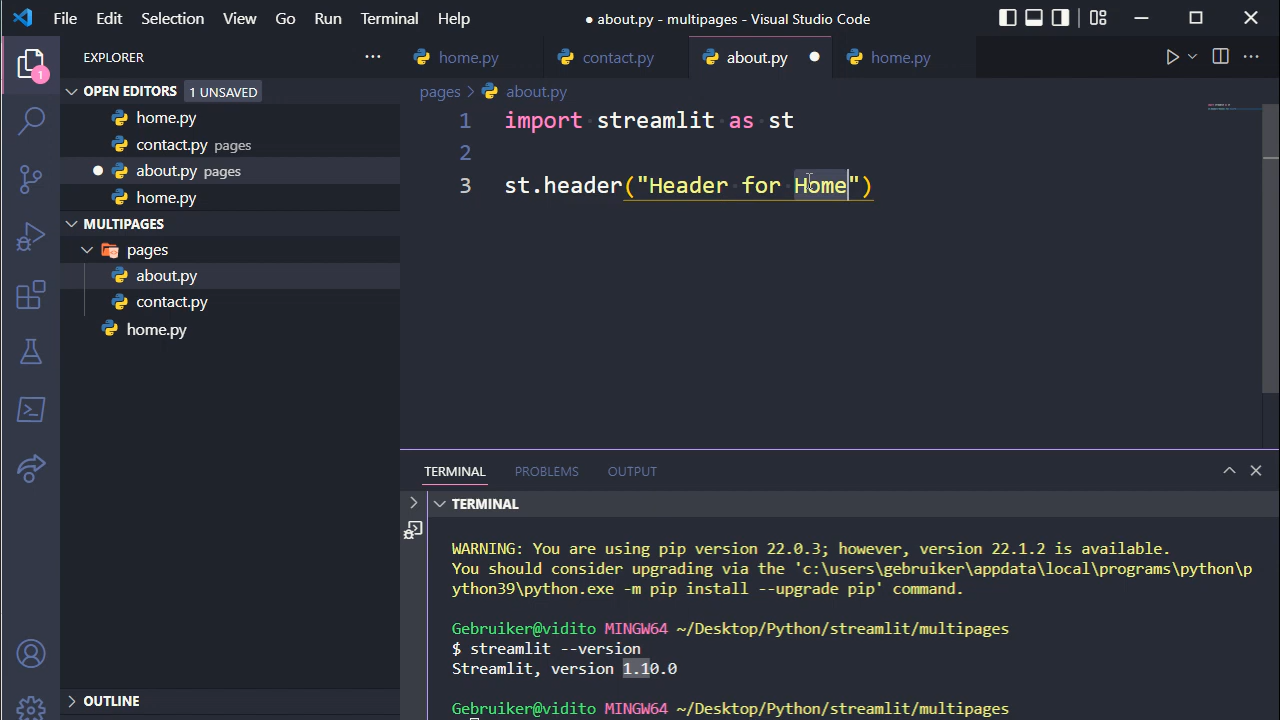 File Edit Selection View Go Run Terminal Help
● about.py - multipages - Visual Studio Code
EXPLORER
1
OPEN EDITORS 1 UNSAVED
home.py
contact.py pages
about.py pages
home.py
MULTIPAGES
pages
about.py
contact.py
home.py
OUTLINE
home.py contact.py about.py home.py
pages > about.py
1 import streamlit as st
2
3 st.header("Header for Home")
TERMINAL PROBLEMS OUTPUT
TERMINAL
WARNING: You are using pip version 22.0.3; however, version 22.1.2 is available.
You should consider upgrading via the 'c:\users\gebruiker\appdata\local\programs\python\p
ython39\python.exe -m pip install --upgrade pip' command.
Gebruiker@vidito MINGW64 ~/Desktop/Python/streamlit/multipages
$ streamlit --version
Streamlit, version 1.10.0
Gebruiker@vidito MINGW64 ~/Desktop/Python/streamlit/multipages